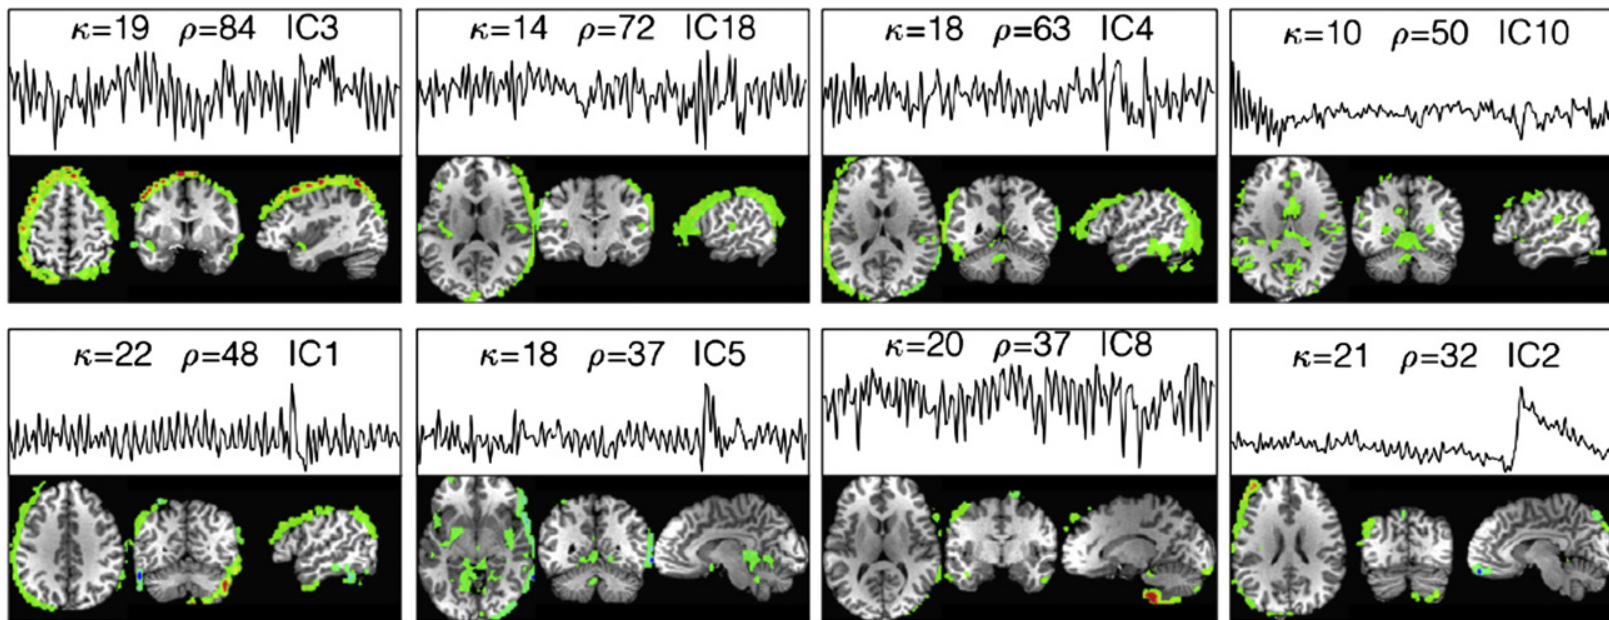 κ=19 ρ=84 IC3
κ=14 ρ=72 IC18
κ=18 ρ=63 IC4
κ=10 ρ=50 IC10
κ=22 ρ=48 IC1
κ=18 ρ=37 IC5
κ=20 ρ=37 IC8
κ=21 ρ=32 IC2